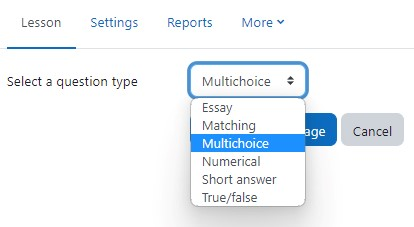 Lesson Settings Reports More
Select a question type Multichoice
Essay
Matching
Multichoice
Numerical
Short answer
True/false
Cancel